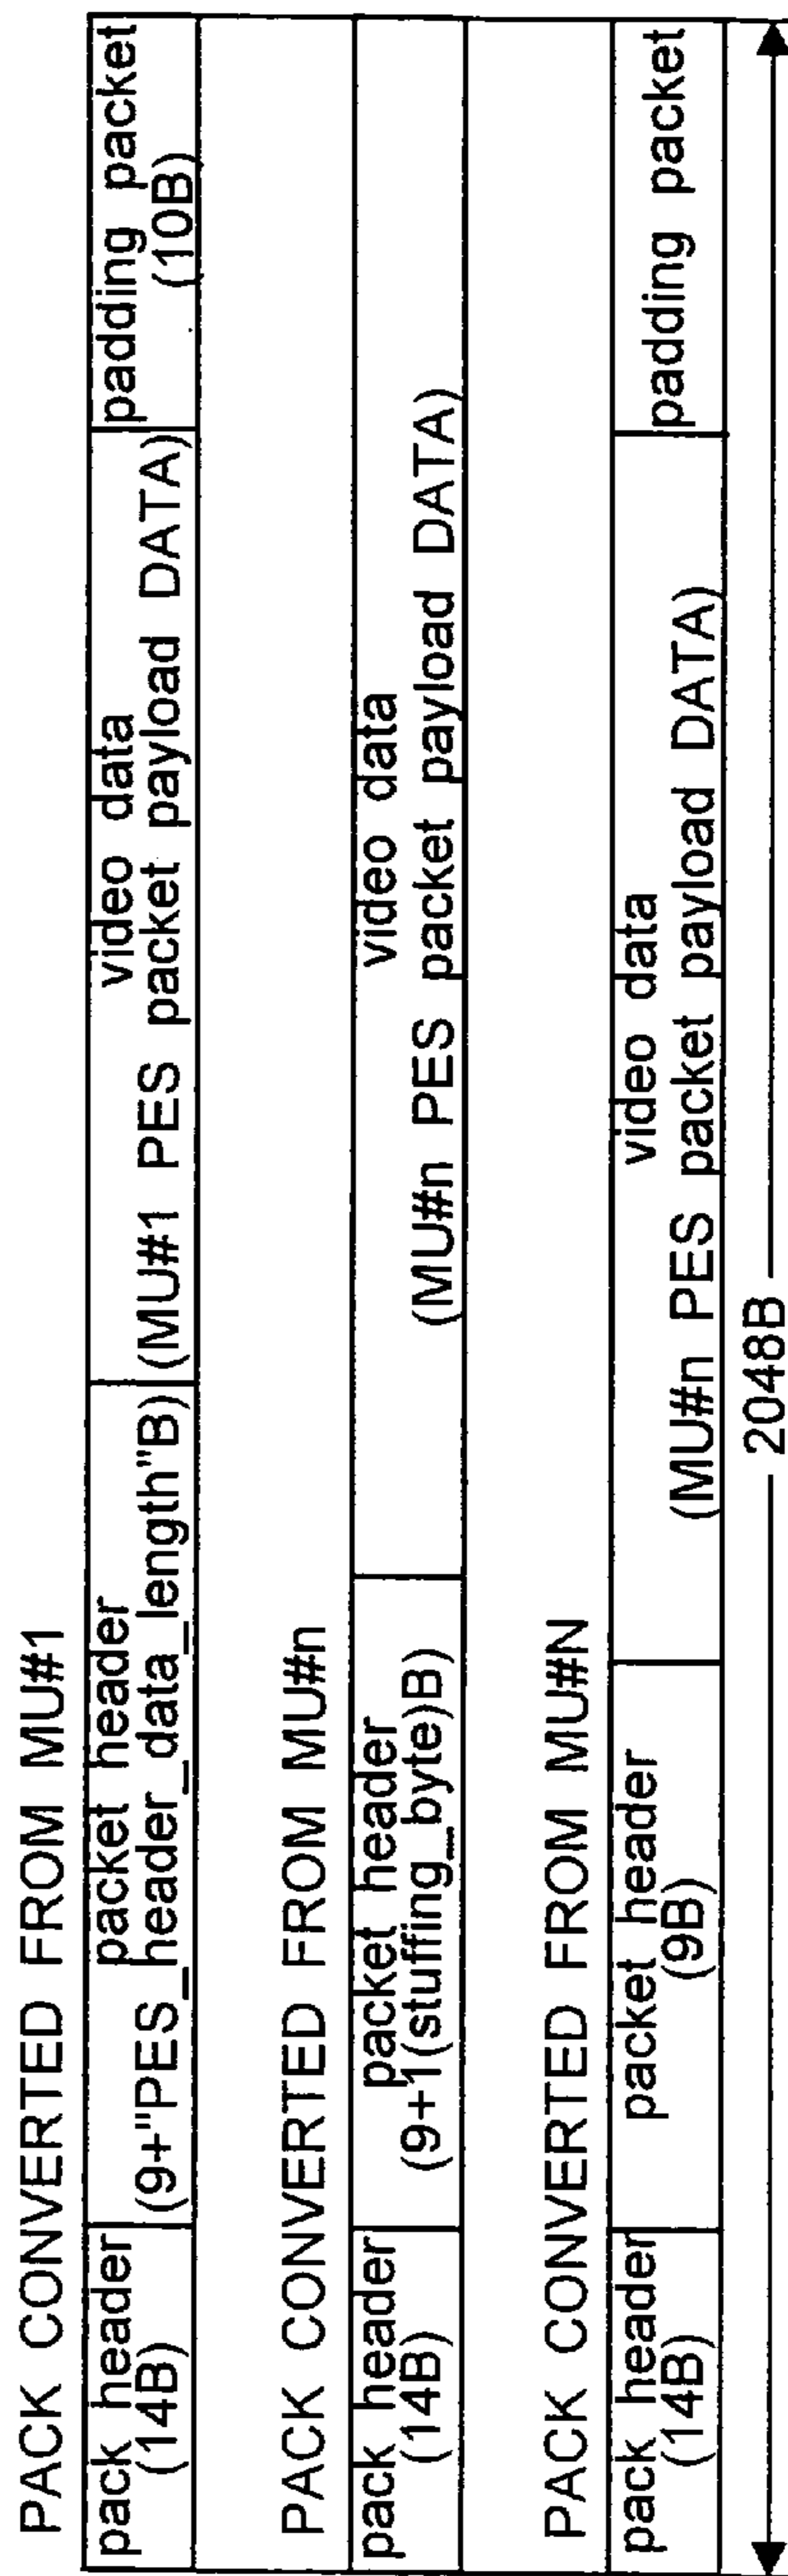 PACK CONVERTED FROM MU#1
pack header
(14B)
packet header
(9+"PES_header_data_length"B)
video data
(MU#1 PES packet payload DATA)
padding packet
(10B)
PACK CONVERTED FROM MU#n
pack header
(14B)
packet header
(9+1(stuffing_byte)B)
video data
(MU#n PES packet payload DATA)
PACK CONVERTED FROM MU#N
pack header
(14B)
packet header
(9B)
video data
(MU#n PES packet payload DATA)
padding packet
2048B